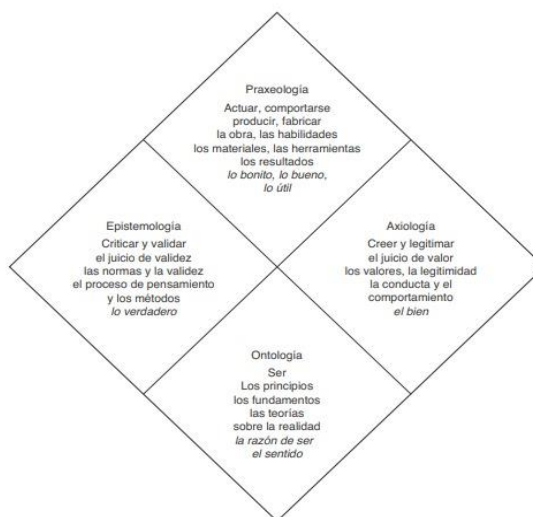 Praxeología
Actuar, comportarse
producir, fabricar
la obra, las habilidades
los materiales, las herramientas
los resultados
lo bonito, lo bueno,
lo útil
Epistemología
Criticar y validar
el juicio de validez
las normas y la validez
el proceso de pensamiento
y los métodos
lo verdadero
Axiología
Creer y legitimar
el juicio de valor
los valores, la legitimidad
la conducta y el
comportamiento
el bien
Ontología
Ser
Los principios
los fundamentos
las teorías
sobre la realidad
la razón de ser
el sentido